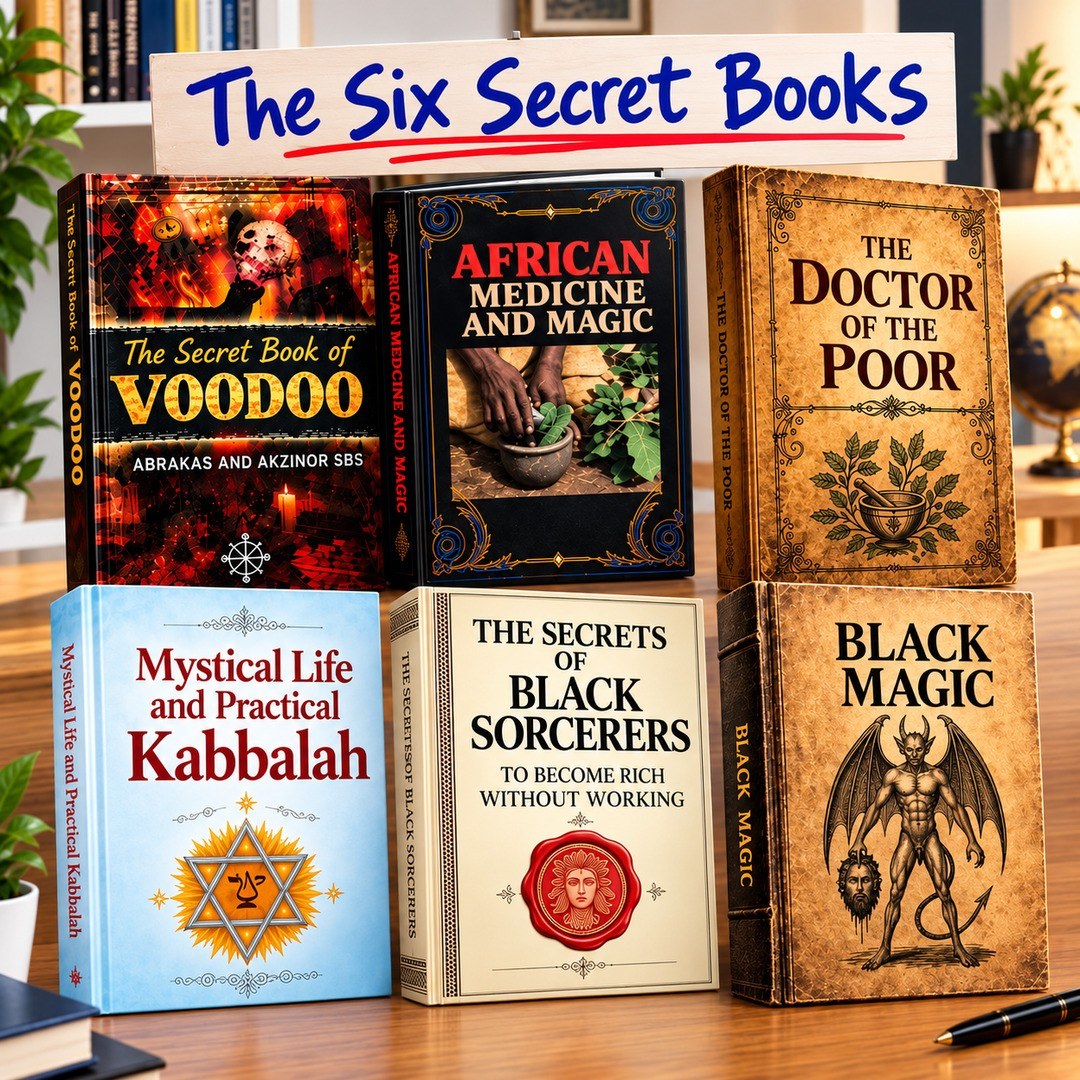 The Six Secret Books
The Secret Book of VOODOO
The Secret Book of
VOODOO
ABRAKAS AND AKZINOR SBS
AFRICAN MEDICINE AND MAGIC
AFRICAN
MEDICINE
AND MAGIC
THE DOCTOR OF THE POOR
THE
DOCTOR
OF THE
POOR
Mystical Life and Practical Kabbalah
Mystical Life
and Practical
Kabbalah
THE SECRETSESOF BLACK SORCERERS
THE SECRETS
OF
BLACK
SORCERERS
TO BECOME RICH
WITHOUT WORKING
BLACK MAGIC
BLACK
MAGIC